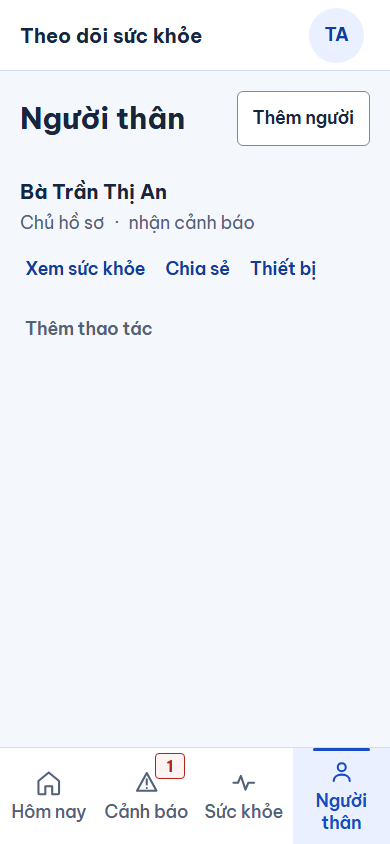 Theo dõi sức khỏe
TA
Người thân
Thêm người
Bà Trần Thị An
Chủ hồ sơ · nhận cảnh báo
Xem sức khỏe
Chia sẻ
Thiết bị
Thêm thao tác
Hôm nay
1
Cảnh báo
Sức khỏe
Người
thân